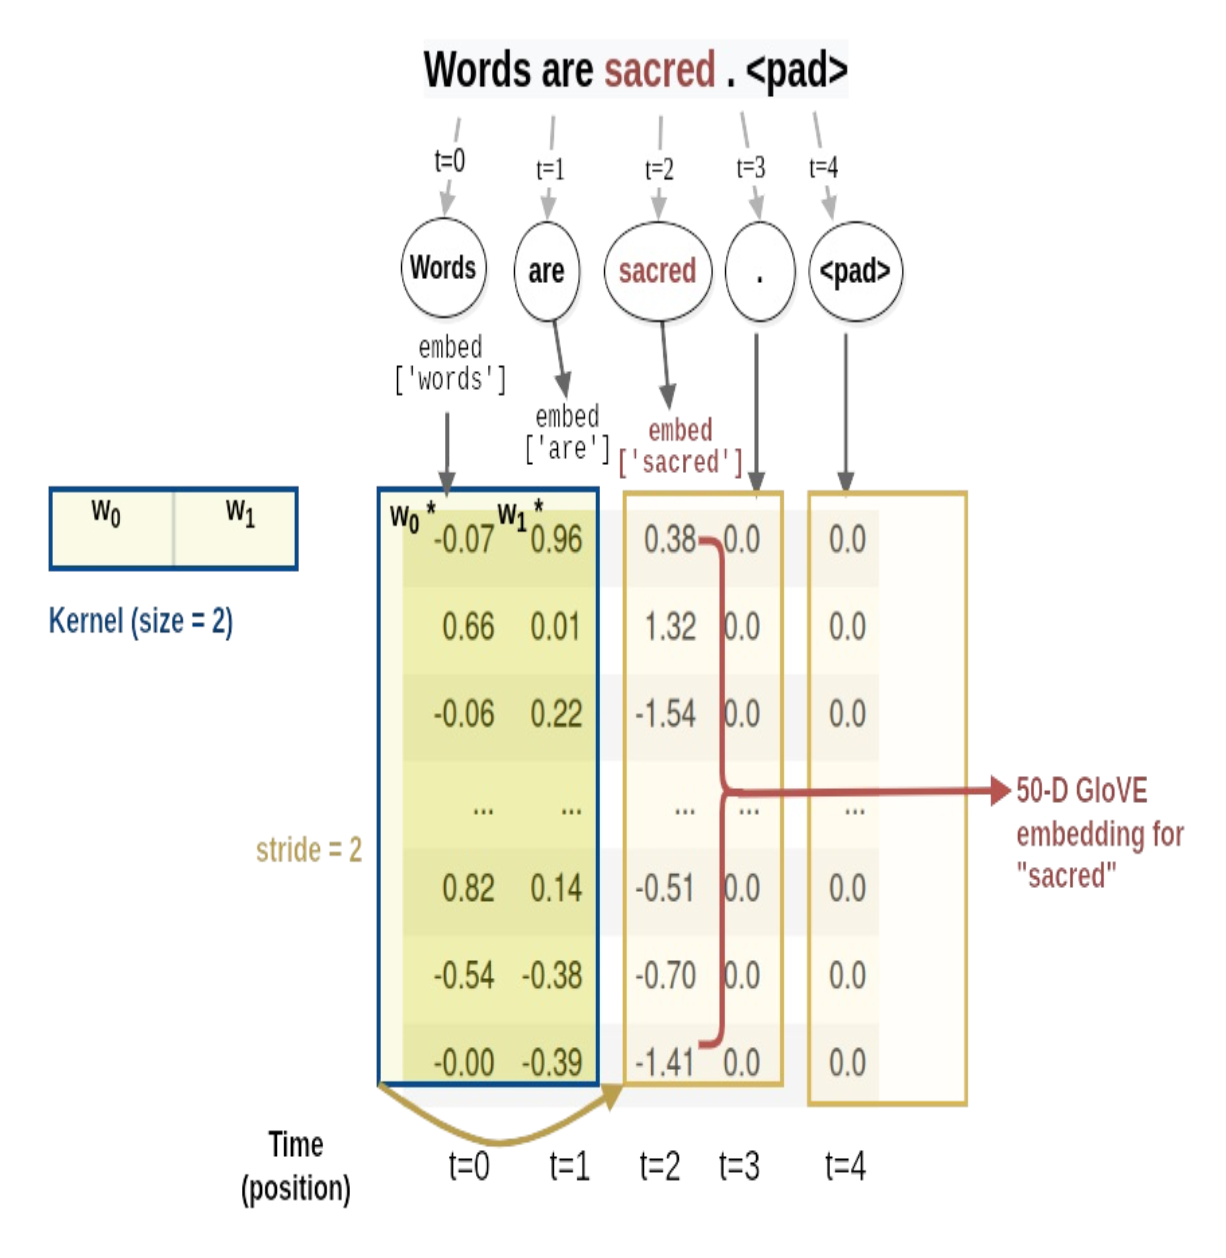 Words are sacred . <pad>
t=0 t=1 t=2 t=3 t=4
Words are sacred . <pad>
embed
['words']
embed
['are']
embed
['sacred']
w0 w1
Kernel (size = 2)
w0 * w1 *
-0.07 0.96 0.38 0.0 0.0
0.66 0.01 1.32 0.0 0.0
-0.06 0.22 -1.54 0.0 0.0
... ... ... ... ...
0.82 0.14 -0.51 0.0 0.0
-0.54 -0.38 -0.70 0.0 0.0
-0.00 -0.39 -1.41 0.0 0.0
50-D GloVE
embedding for
"sacred"
stride = 2
Time
(position)
t=0 t=1 t=2 t=3 t=4